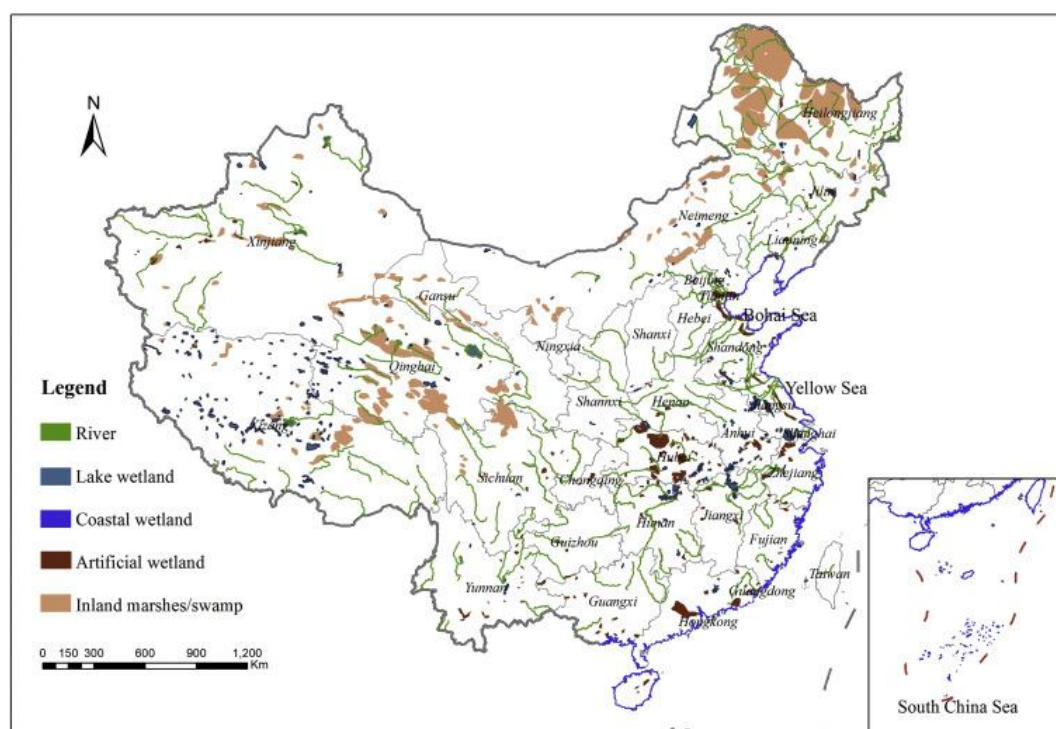 N
Heilongjiang
Jilin
Neimeng
Liaoning
Xinjiang
Beijing
Tianjin
Gansu
Hebei
Bohai Sea
Shanxi
Ningxia
Shandong
Qinghai
Legend
Yellow Sea
Shannxi
Henan
Jiangsu
River
Xizang
Anhui
Shanghai
Hubei
Lake wetland
Sichuan
Chongqing
Zhejiang
Coastal wetland
Hunan
Jiangxi
Guizhou
Fujian
Artificial wetland
Taiwan
Yunnan
Guangdong
Guangxi
Inland marshes/swamp
Hongkong
0 150 300 600 900 1,200
Km
South China Sea